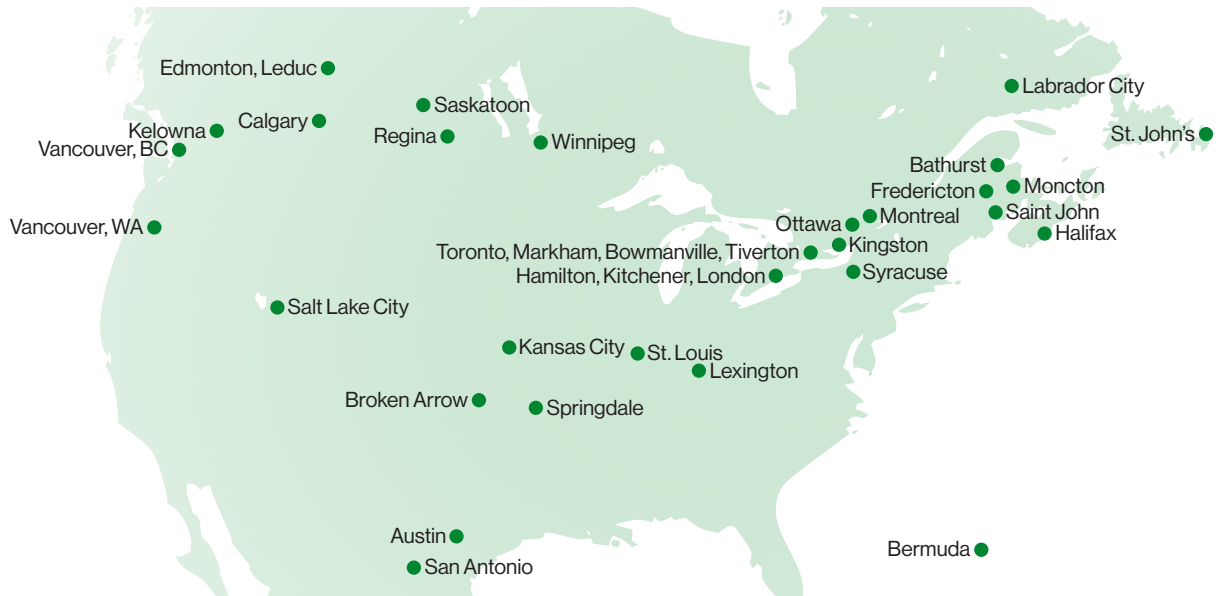 Edmonton, Leduc
Labrador City
Saskatoon
Calgary
Kelowna
St. John's
Regina
Winnipeg
Vancouver, BC
Bathurst
Moncton
Fredericton
Saint John
Montreal
Ottawa
Vancouver, WA
Halifax
Kingston
Toronto, Markham, Bowmanville, Tiverton
Syracuse
Hamilton, Kitchener, London
Salt Lake City
Kansas City
St. Louis
Lexington
Broken Arrow
Springdale
Austin
Bermuda
San Antonio